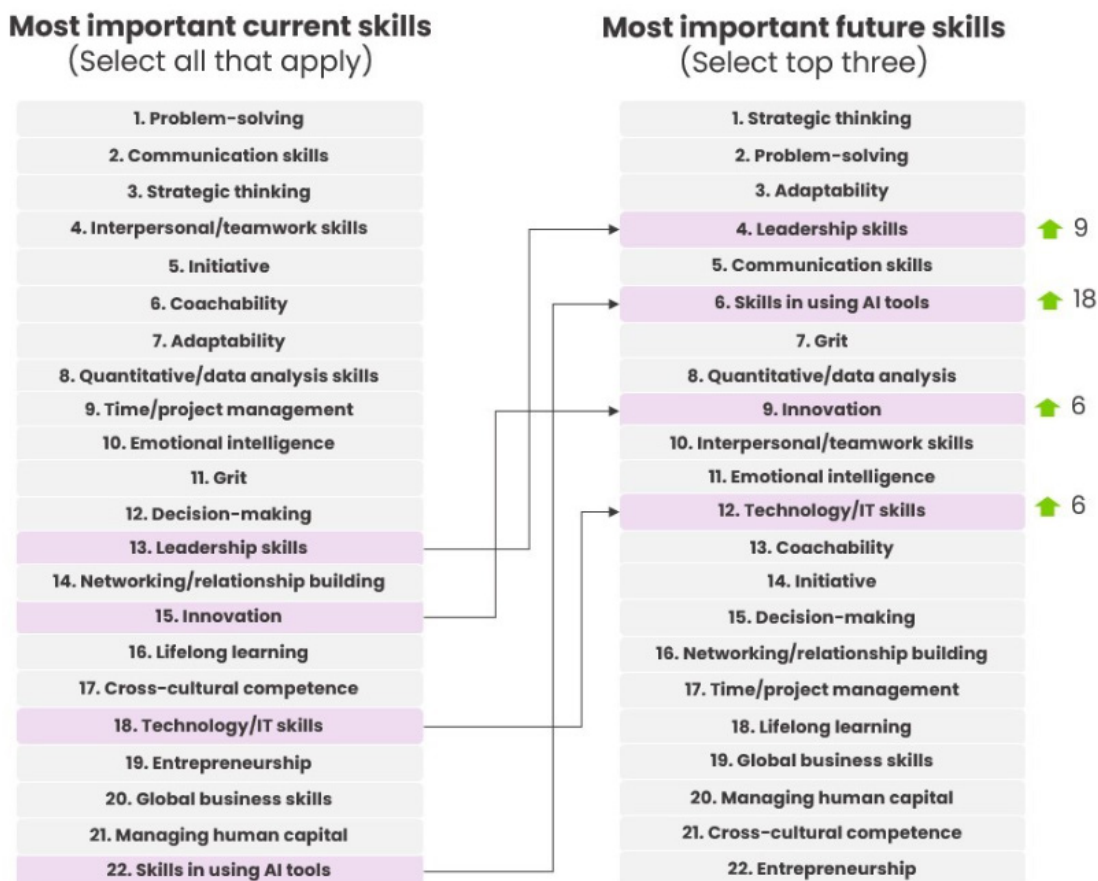 Most important current skills
(Select all that apply)
1. Problem-solving
2. Communication skills
3. Strategic thinking
4. Interpersonal/teamwork skills
5. Initiative
6. Coachability
7. Adaptability
8. Quantitative/data analysis skills
9. Time/project management
10. Emotional intelligence
11. Grit
12. Decision-making
13. Leadership skills
14. Networking/relationship building
15. Innovation
16. Lifelong learning
17. Cross-cultural competence
18. Technology/IT skills
19. Entrepreneurship
20. Global business skills
21. Managing human capital
22. Skills in using AI tools
Most important future skills
(Select top three)
1. Strategic thinking
2. Problem-solving
3. Adaptability
4. Leadership skills
9
5. Communication skills
6. Skills in using AI tools
18
7. Grit
8. Quantitative/data analysis
9. Innovation
6
10. Interpersonal/teamwork skills
11. Emotional intelligence
12. Technology/IT skills
6
13. Coachability
14. Initiative
15. Decision-making
16. Networking/relationship building
17. Time/project management
18. Lifelong learning
19. Global business skills
20. Managing human capital
21. Cross-cultural competence
22. Entrepreneurship